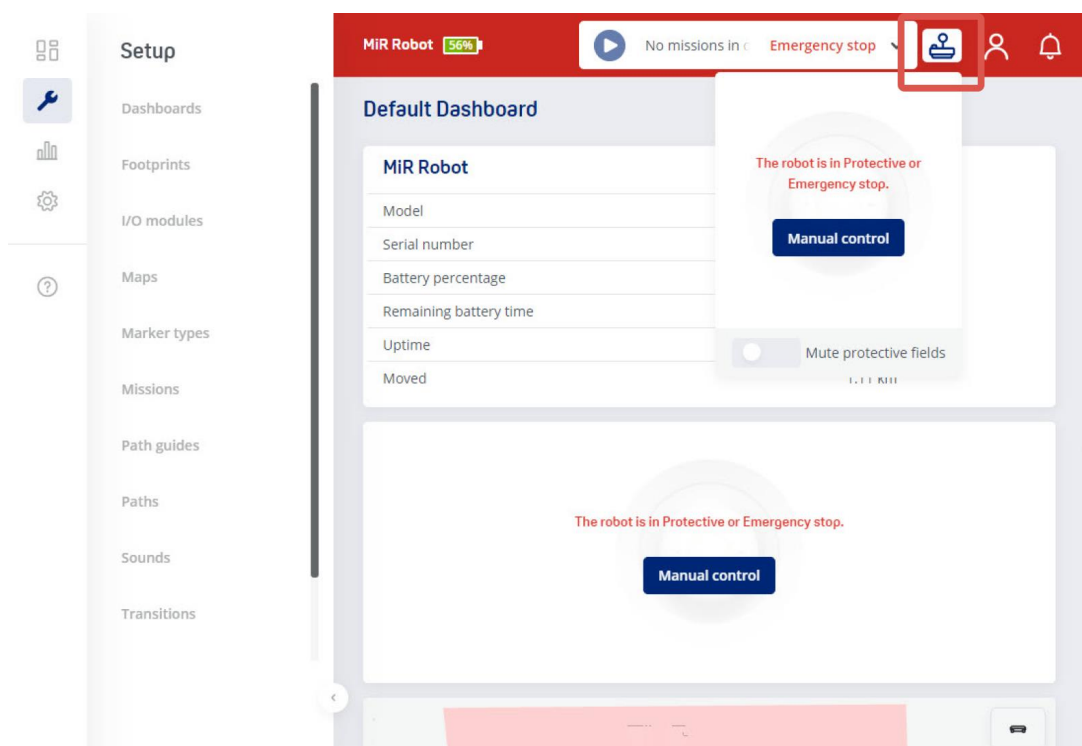 Setup
Dashboards
Footprints
I/O modules
Maps
Marker types
Missions
Path guides
Paths
Sounds
Transitions
MiR Robot 56%
No missions in Emergency stop
Default Dashboard
MiR Robot
Model
Serial number
Battery percentage
Remaining battery time
Uptime
Moved 1.11 km
The robot is in Protective or
Emergency stop.
Manual control
Mute protective fields
The robot is in Protective or Emergency stop.
Manual control